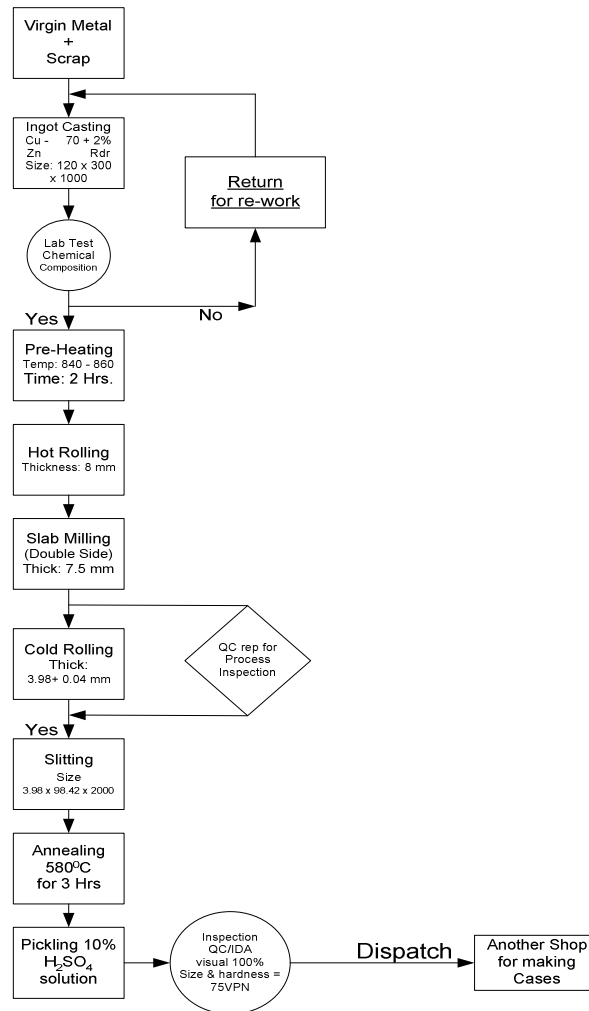 Virgin Metal
+
Scrap
Ingot Casting
Cu - 70 + 2%
Zn Rdr
Size: 120 x 300
x 1000
Return
for re-work
Lab Test
Chemical
Composition
Yes
No
Pre-Heating
Temp: 840 - 860
Time: 2 Hrs.
Hot Rolling
Thickness: 8 mm
Slab Milling
(Double Side)
Thick: 7.5 mm
Cold Rolling
Thick:
3.98+ 0.04 mm
QC rep for
Process
Inspection
Yes
Slitting
Size
3.98 x 98.42 x 2000
Annealing
580⁰C
for 3 Hrs
Pickling 10%
H₂SO₄
solution
Inspection
QC/IDA
visual 100%
Size & hardness =
75VPN
Dispatch
Another Shop
for making
Cases